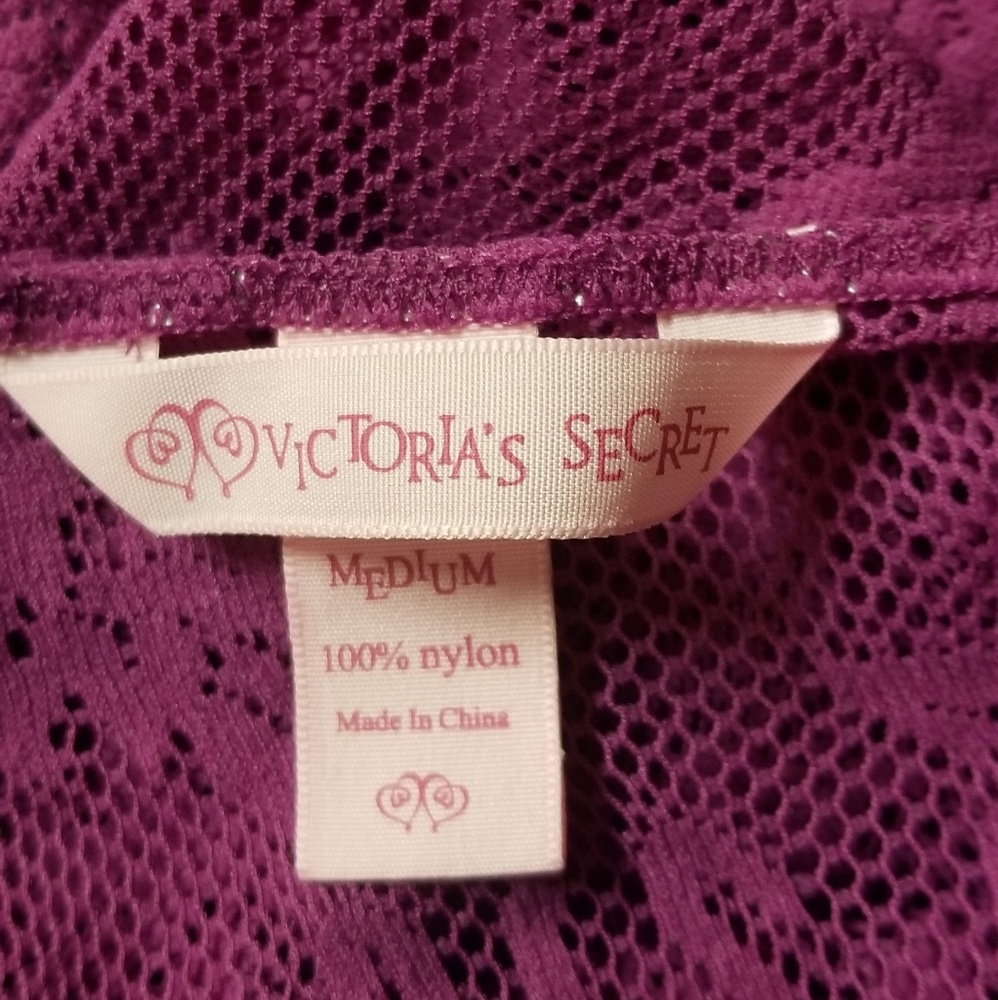 VICTORIA'S SECRET
MEDIUM
100% nylon
Made In China